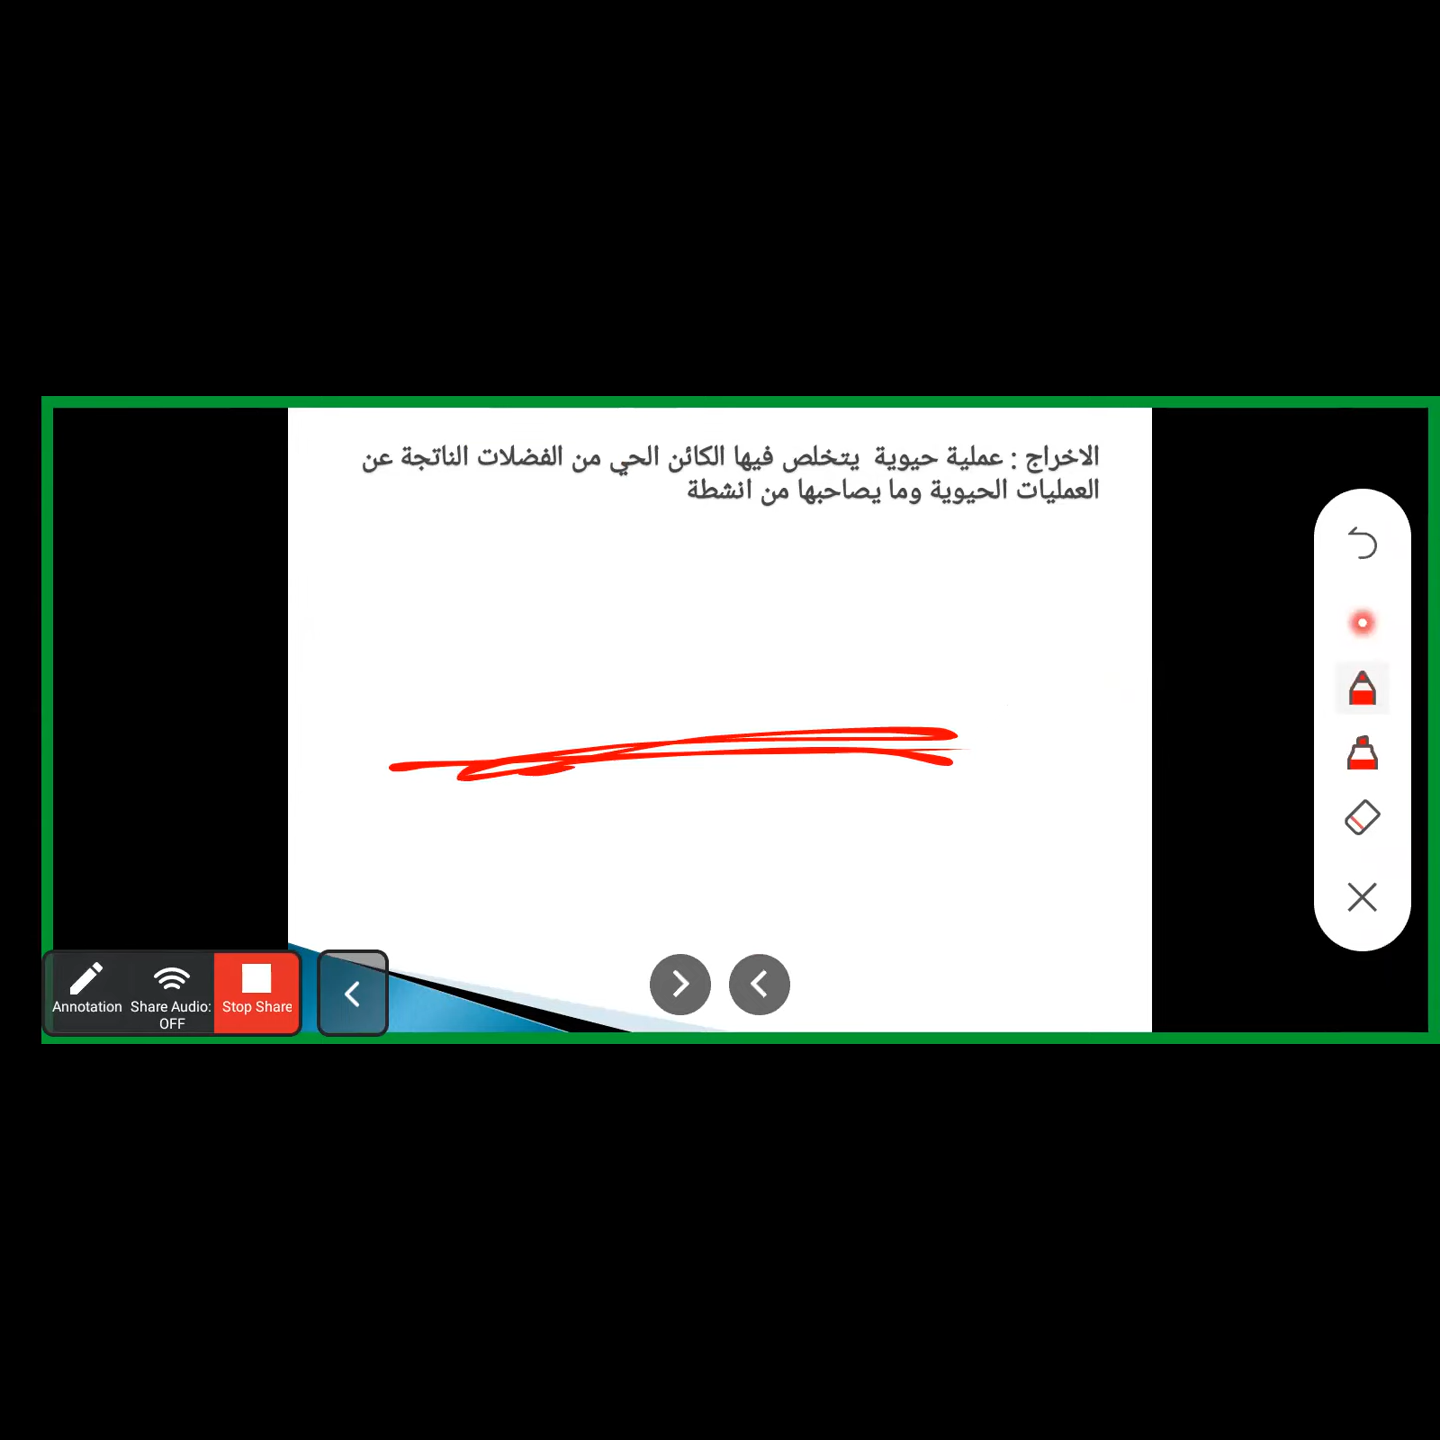 الاخراج : عملية حيوية يتخلص فيها الكائن الحي من الفضلات الناتجة عن
العمليات الحيوية وما يصاحبها من انشطة
Annotation
Share Audio:
OFF
Stop Share